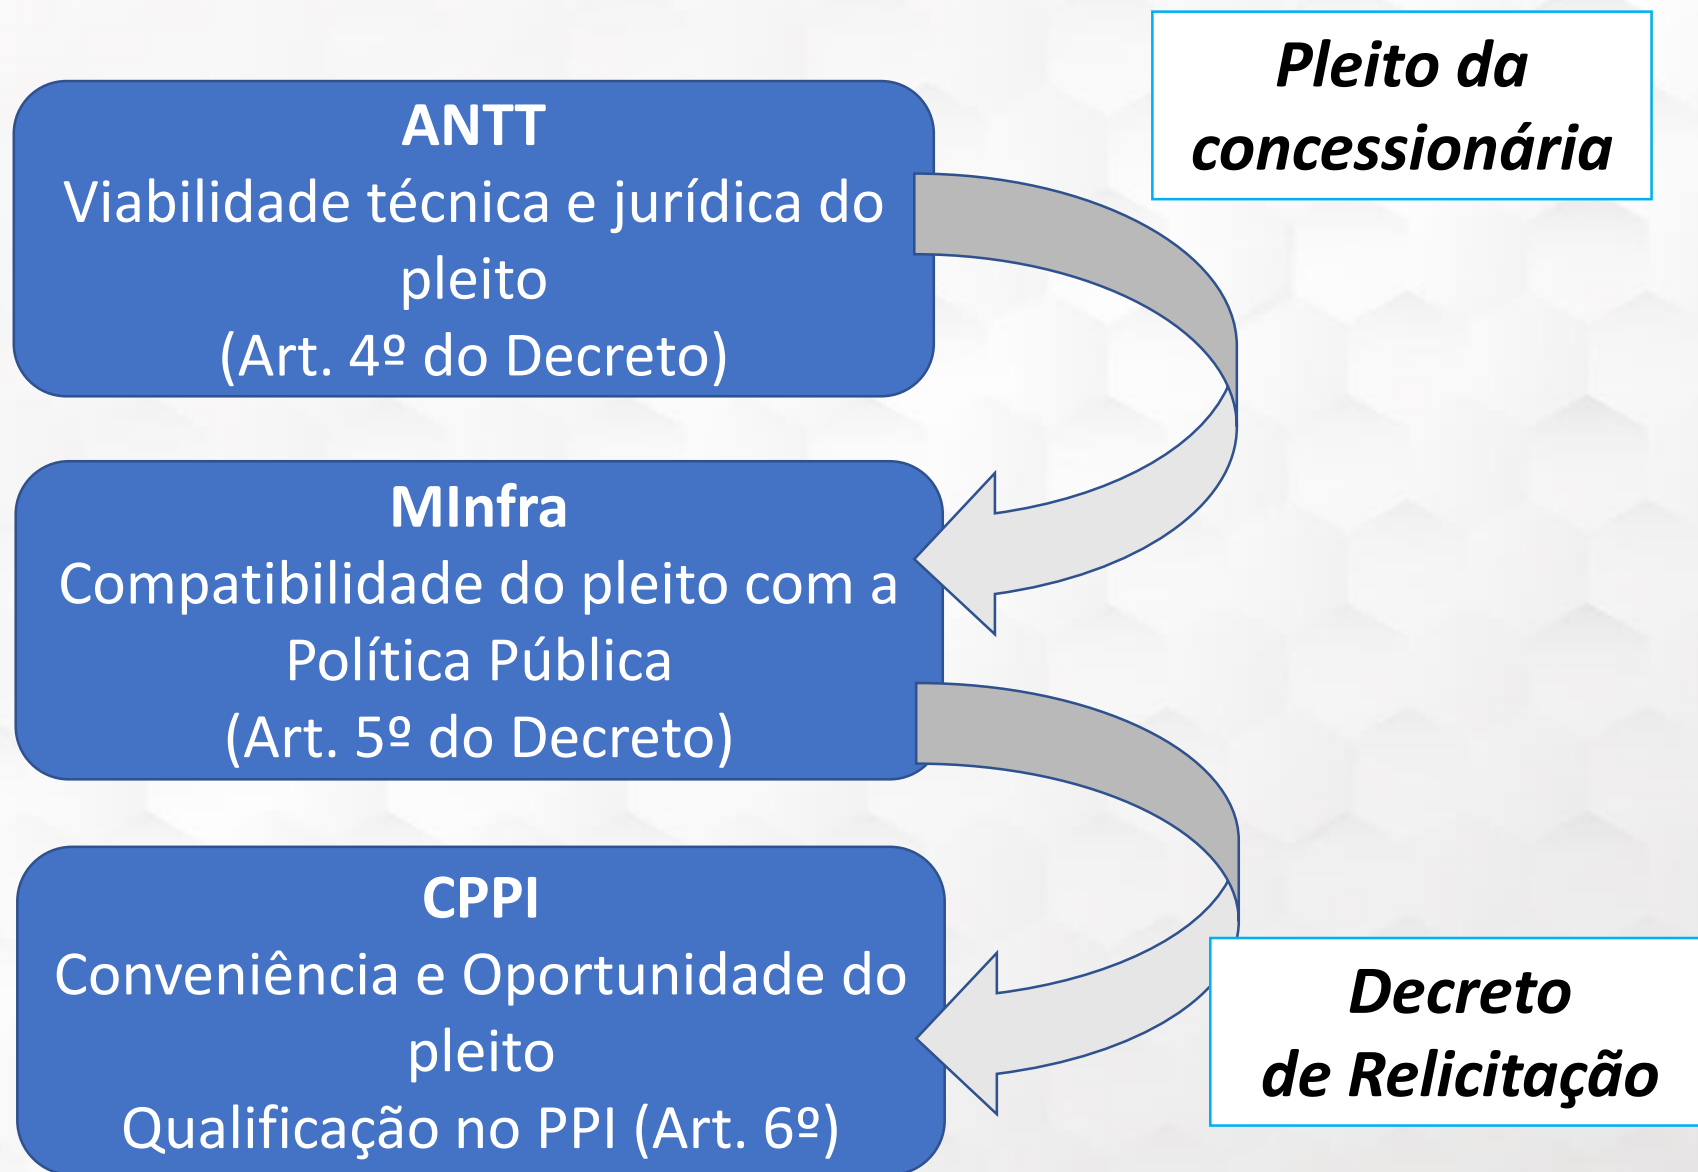 Pleito da
concessionária
ANTT
Viabilidade técnica e jurídica do
pleito
(Art. 4º do Decreto)
MInfra
Compatibilidade do pleito com a
Política Pública
(Art. 5º do Decreto)
CPPI
Conveniência e Oportunidade do
pleito
Qualificação no PPI (Art. 6º)
Decreto
de Relicitação